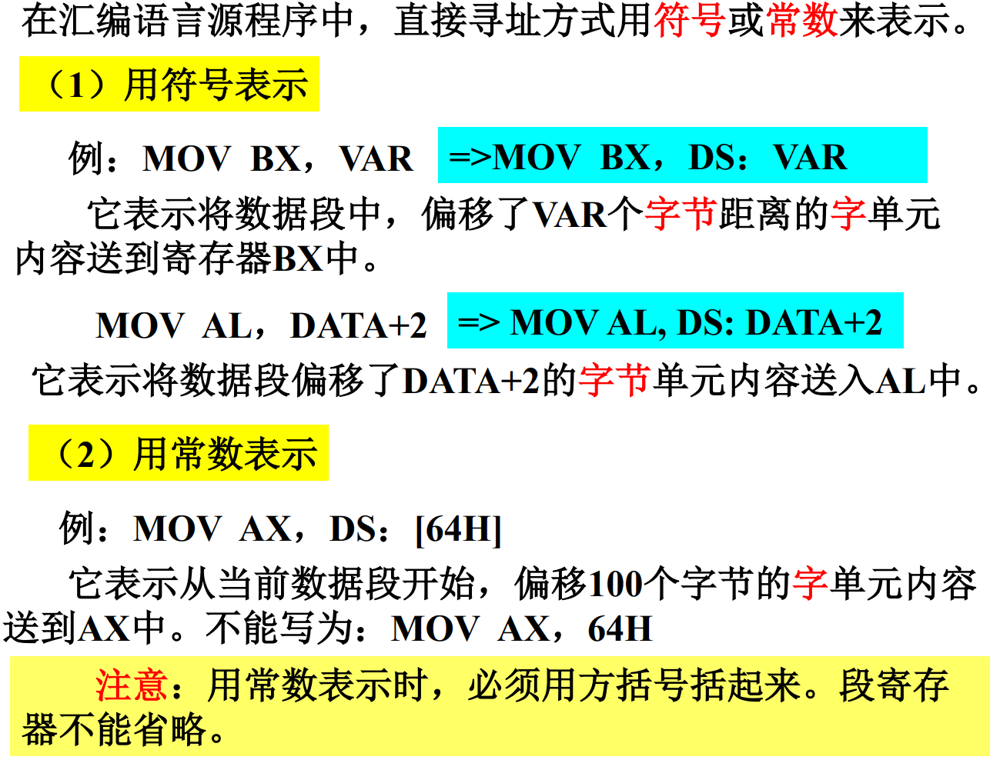 在汇编语言源程序中，直接寻址方式用符号或常数来表示。
（1）用符号表示
例：MOV BX，VAR =>MOV BX，DS：VAR
它表示将数据段中，偏移了VAR个字节距离的字单元
内容送到寄存器BX中。
MOV AL，DATA+2 => MOV AL, DS: DATA+2
它表示将数据段偏移了DATA+2的字节单元内容送入AL中。
（2）用常数表示
例：MOV AX，DS：[64H]
它表示从当前数据段开始，偏移100个字节的字单元内容
送到AX中。不能写为：MOV AX，64H
注意：用常数表示时，必须用方括号括起来。段寄存
器不能省略。